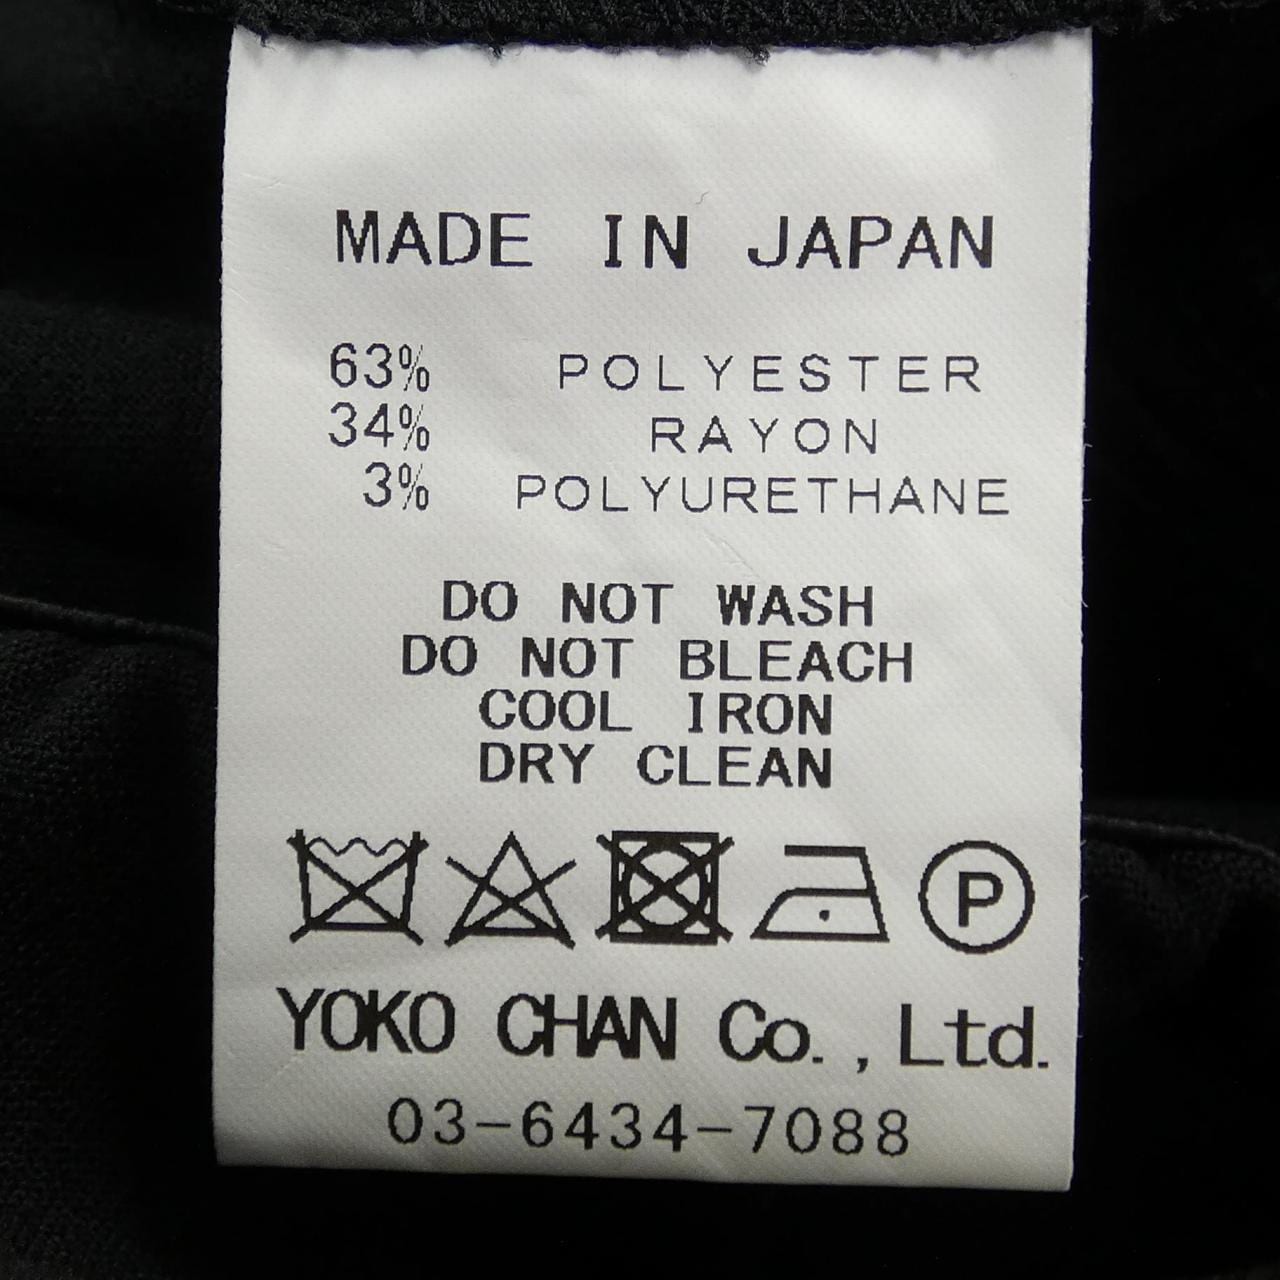 MADE IN JAPAN
63% POLYESTER
34% RAYON
3% POLYURETHANE
DO NOT WASH
DO NOT BLEACH
COOL IRON
DRY CLEAN
P
YOKO CHAN Co., Ltd.
03-6434-7088